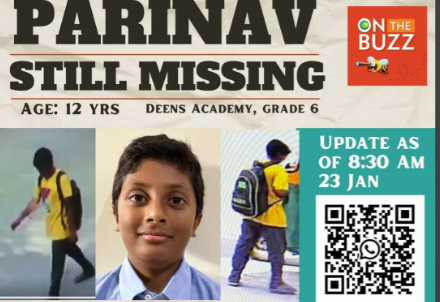 PARINAV
ON THE
BUZZ
STILL MISSING
AGE: 12 YRS DEENS ACADEMY, GRADE 6
UPDATE AS
OF 8:30 AM
23 JAN